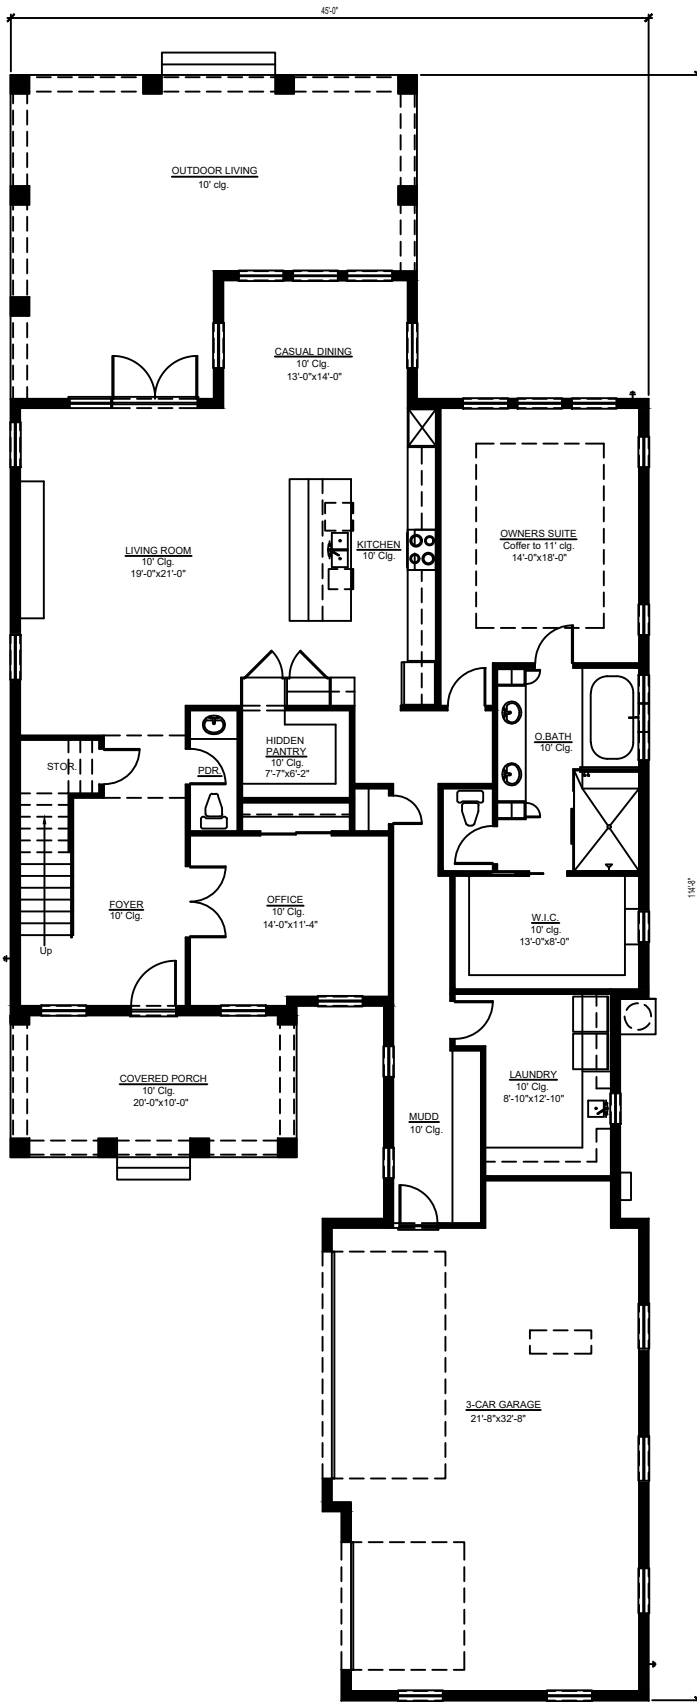 45'-0"
OUTDOOR LIVING
10' clg.
CASUAL DINING
10' Clg.
13'-0"x14'-0"
OWNERS SUITE
Coffer to 11' clg.
14'-0"x18'-0"
LIVING ROOM
10' Clg.
19'-0"x21'-0"
KITCHEN
10' Clg.
O.BATH
10' Clg.
HIDDEN
PANTRY
10' Clg.
7'-7"x6'-2"
STOR.
PDR.
114'-8"
OFFICE
10' Clg.
14'-0"x11'-4"
FOYER
10' Clg.
W.I.C.
10' clg.
13'-0"x8'-0"
Up
COVERED PORCH
10' Clg.
20'-0"x10'-0"
LAUNDRY
10' Clg.
8'-10"x12'-10"
MUDD
10' Clg.
3-CAR GARAGE
21'-8"x32'-8"